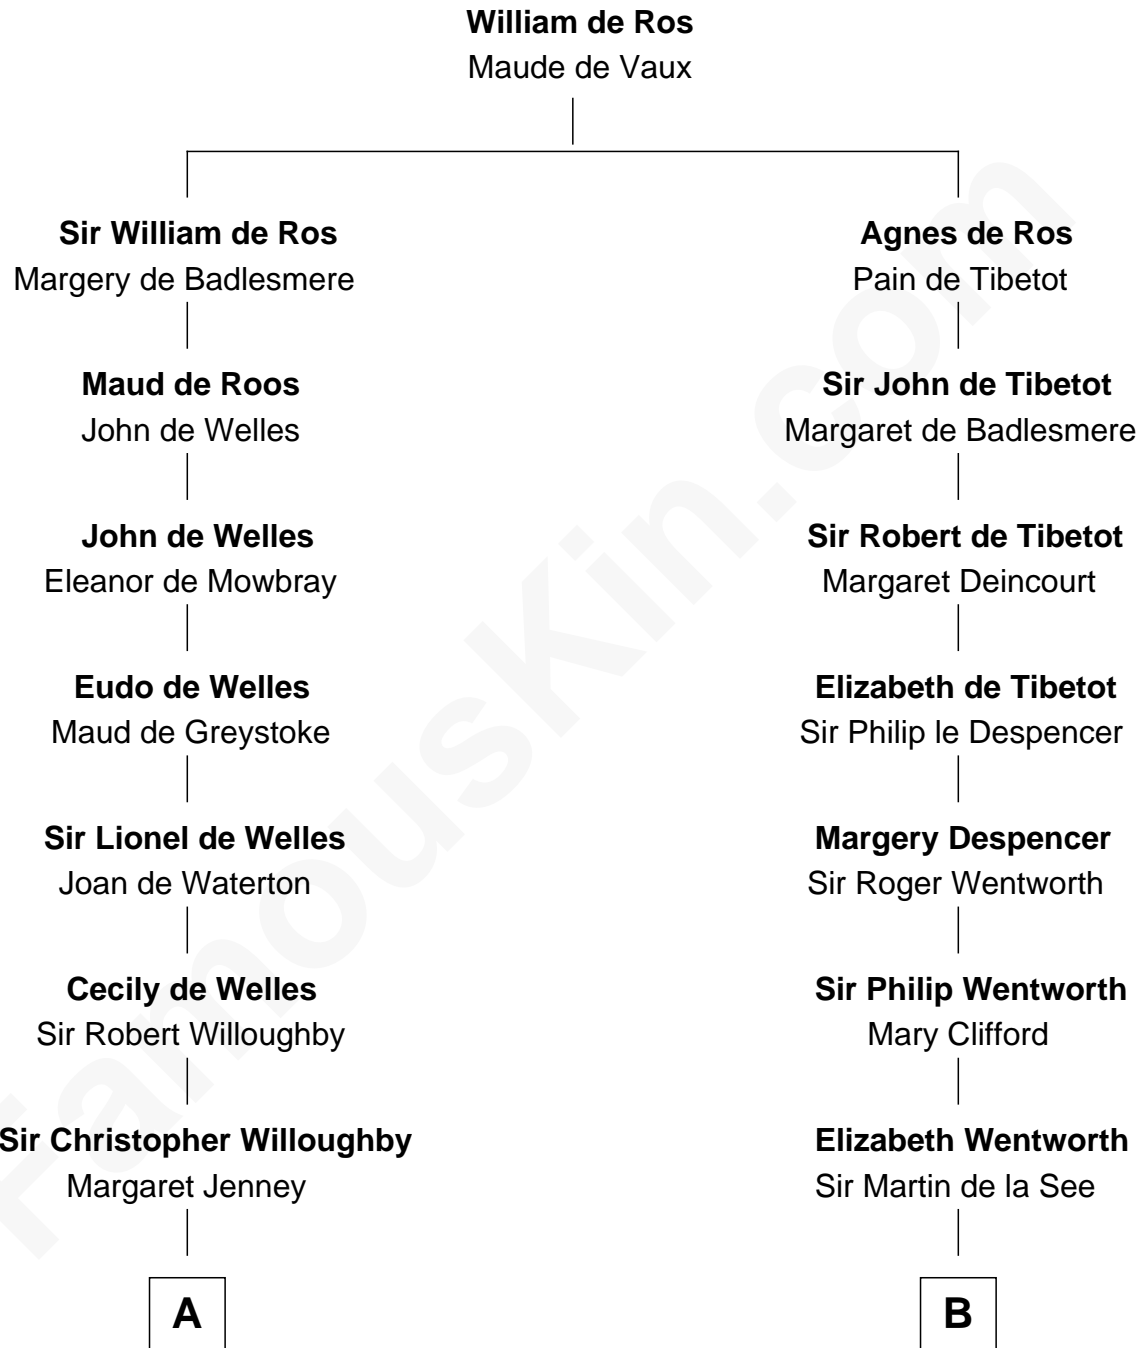 William de Ros
Maude de Vaux
Sir William de Ros
Margery de Badlesmere
Maud de Roos
John de Welles
John de Welles
Eleanor de Mowbray
Eudo de Welles
Maud de Greystoke
Sir Lionel de Welles
Joan de Waterton
Cecily de Welles
Sir Robert Willoughby
Sir Christopher Willoughby
Margaret Jenney
A
Agnes de Ros
Pain de Tibetot
Sir John de Tibetot
Margaret de Badlesmere
Sir Robert de Tibetot
Margaret Deincourt
Elizabeth de Tibetot
Sir Philip le Despencer
Margery Despencer
Sir Roger Wentworth
Sir Philip Wentworth
Mary Clifford
Elizabeth Wentworth
Sir Martin de la See
B
FamousKin.com